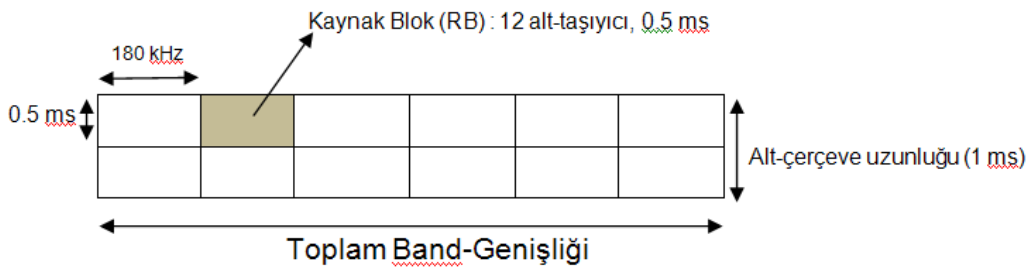 Kaynak Blok (RB) : 12 alt-taşıyıcı, 0.5 ms
180 kHz
0.5 ms
Alt-çerçeve uzunluğu (1 ms)
Toplam Band-Genişliği